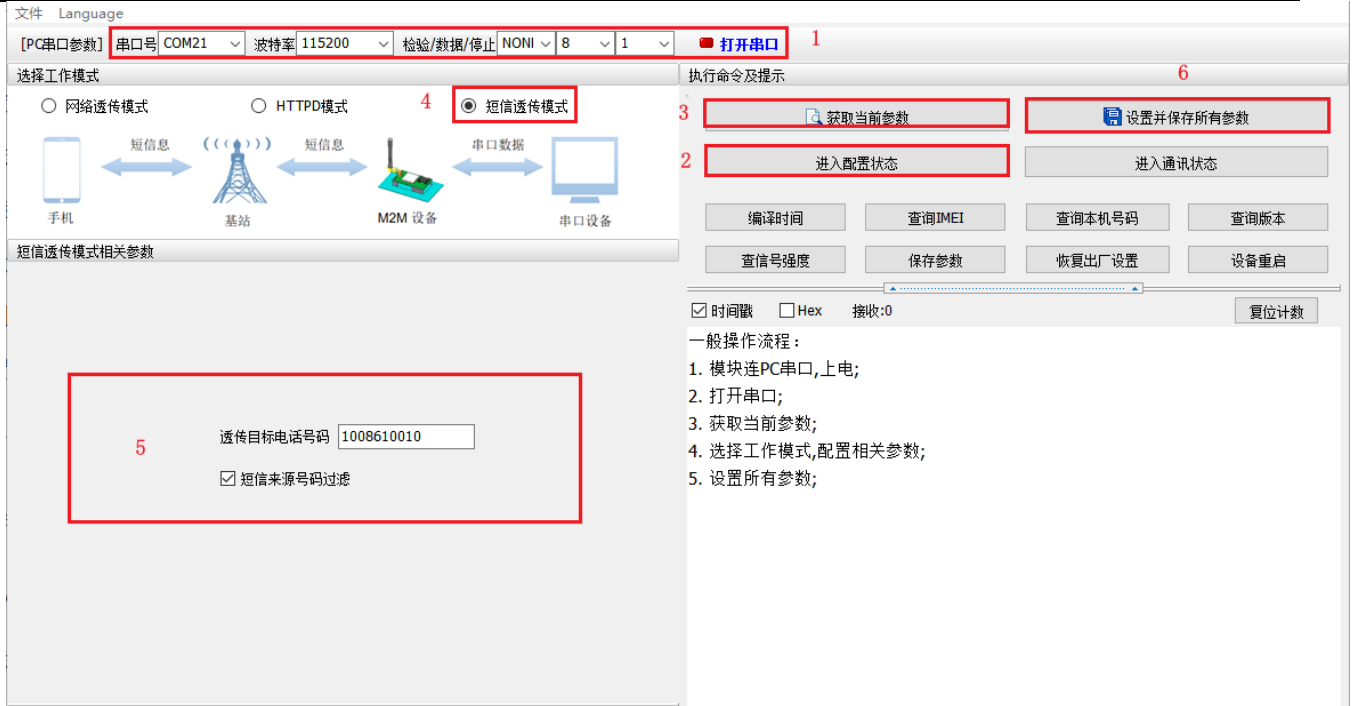 文件 Language
[PC串口参数] 串口号 COM21 波特率 115200 检验/数据/停止 NONI 8 1 打开串口 1
选择工作模式
网络透传模式 HTTPD模式 4 短信透传模式
短信息 短信息 串口数据
手机 基站 M2M 设备 串口设备
短信透传模式相关参数
5
透传目标电话号码 1008610010
短信来源号码过滤
执行命令及提示 6
3 获取当前参数 设置并保存所有参数
2 进入配置状态 进入通讯状态
编译时间 查询IMEI 查询本机号码 查询版本
查信号强度 保存参数 恢复出厂设置 设备重启
时间戳 Hex 接收:0 复位计数
一般操作流程：
1. 模块连PC串口,上电;
2. 打开串口;
3. 获取当前参数;
4. 选择工作模式,配置相关参数;
5. 设置所有参数;